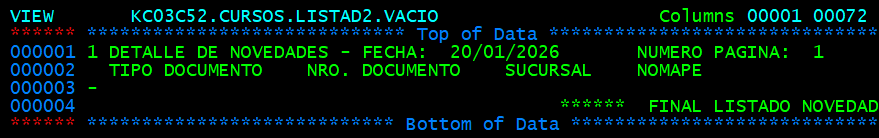 VIEW KC03C52.CURSOS.LISTAD2.VACIO Columns 00001 00072
****** ***************************** Top of Data ******************************
000001 1 DETALLE DE NOVEDADES - FECHA: 20/01/2026 NUMERO PAGINA: 1
000002 TIPO DOCUMENTO NRO. DOCUMENTO SUCURSAL NOMAPE
000003 -
000004 ****** FINAL LISTADO NOVEDAD
****** **************************** Bottom of Data *****************************